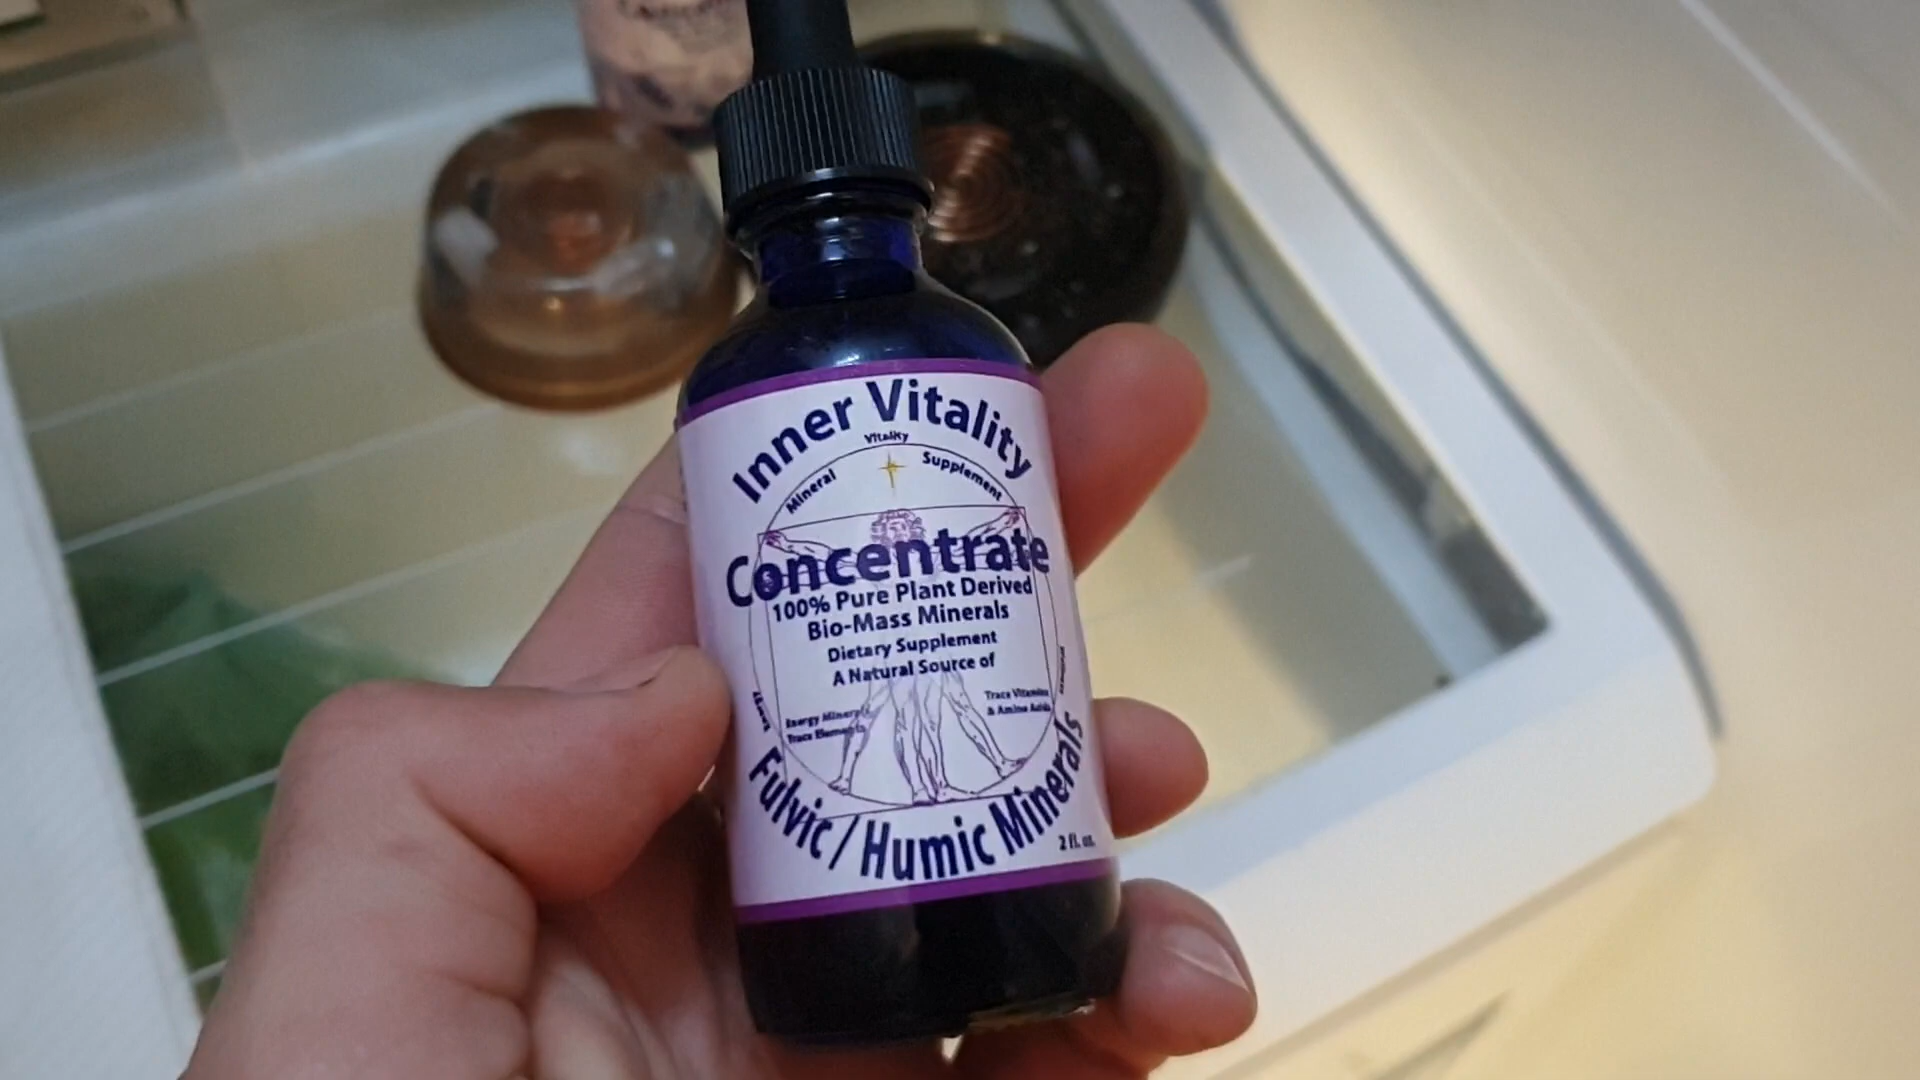 Inner Vitality
Vitality
Mineral Supplement
Concentrate
100% Pure Plant Derived
Bio-Mass Minerals
Dietary Supplement
A Natural Source of
Energy Minerals
Trace Elements
Trace Vitamins
& Amino Acids
Fulvic / Humic Minerals
2 fl. oz.